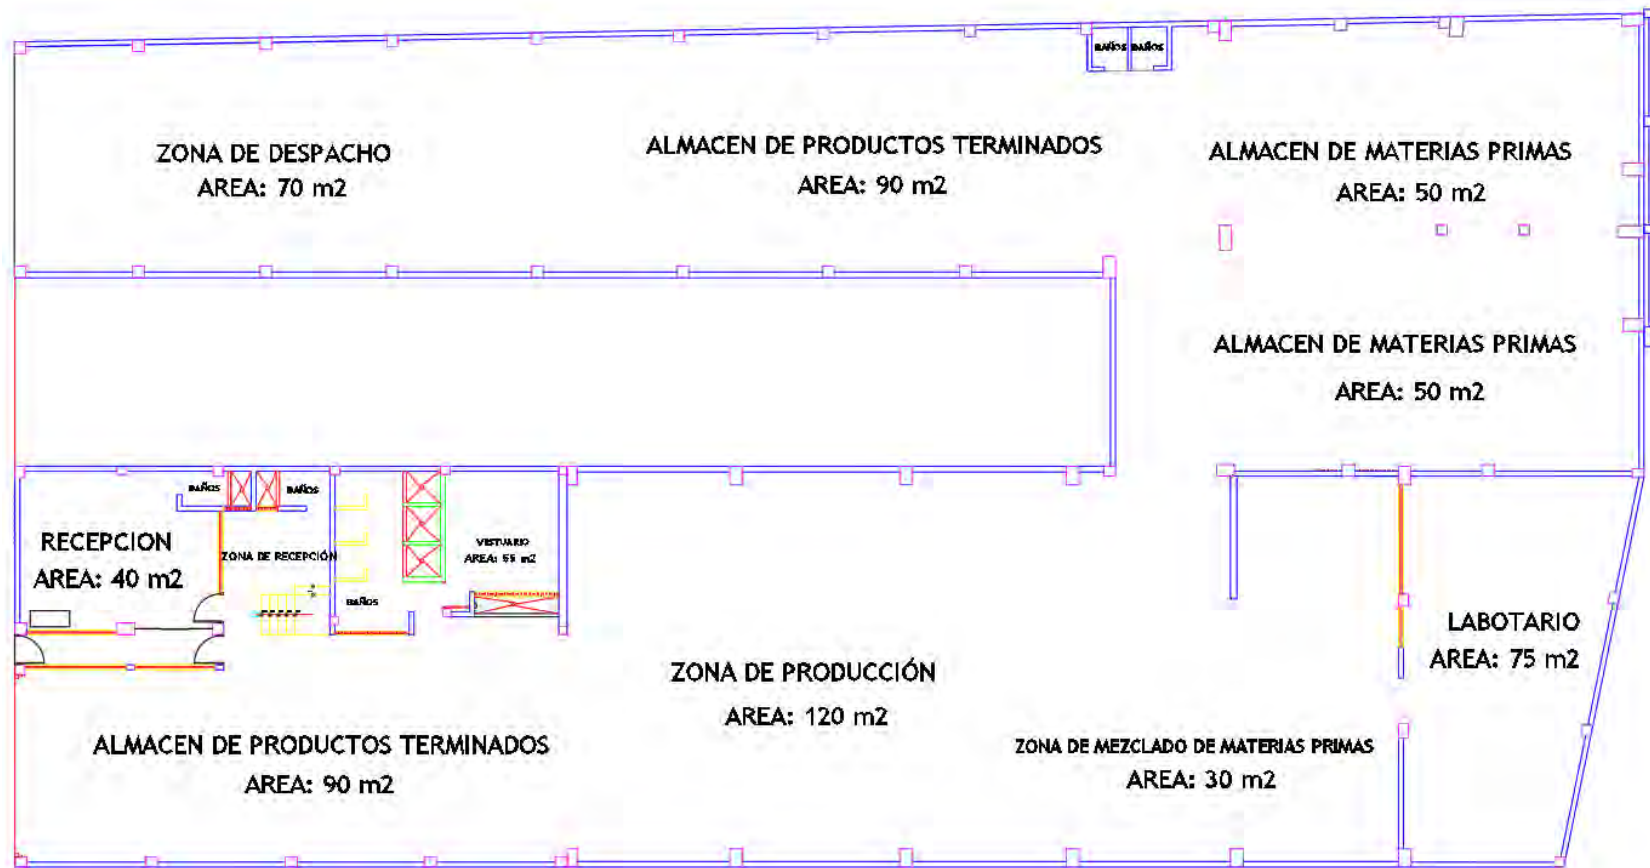 BAÑOS BAÑOS
ZONA DE DESPACHO
AREA: 70 m2
ALMACEN DE PRODUCTOS TERMINADOS
AREA: 90 m2
ALMACEN DE MATERIAS PRIMAS
AREA: 50 m2
ALMACEN DE MATERIAS PRIMAS
AREA: 50 m2
BAÑOS
BAÑOS
RECEPCION
AREA: 40 m2
ZONA DE RECEPCIÓN
VESTUARIO
AREA: 55 m2
BAÑOS
LABOTARIO
AREA: 75 m2
ZONA DE PRODUCCIÓN
AREA: 120 m2
ALMACEN DE PRODUCTOS TERMINADOS
AREA: 90 m2
ZONA DE MEZCLADO DE MATERIAS PRIMAS
AREA: 30 m2